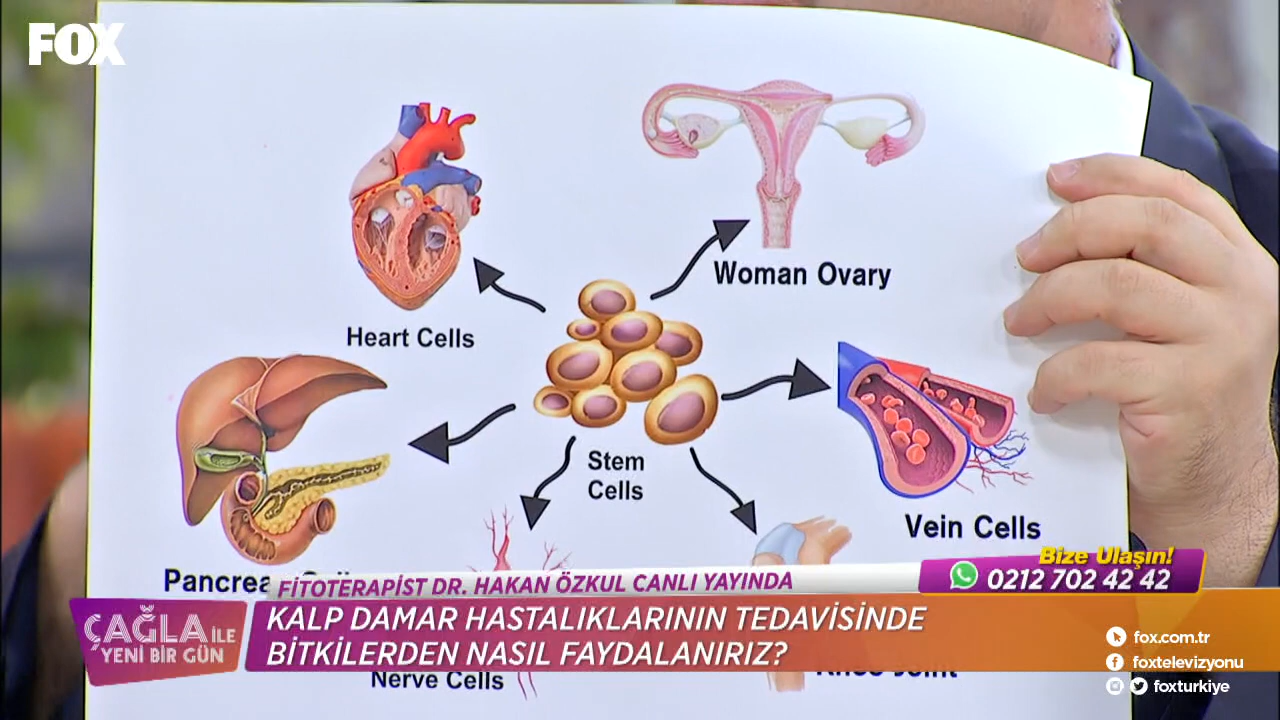 FOX
Woman Ovary
Heart Cells
Stem
Cells
Vein Cells
Bize Ulaşın!
0212 702 42 42
FİTOTERAPİST DR. HAKAN ÖZKUL CANLI YAYINDA
ÇAĞLA İLE
YENİ BİR GÜN
KALP DAMAR HASTALIKLARININ TEDAVİSİNDE
BİTKİLERDEN NASIL FAYDALANIRIZ?
fox.com.tr
foxtelevizyonu
foxturkiye
Nerve Cells